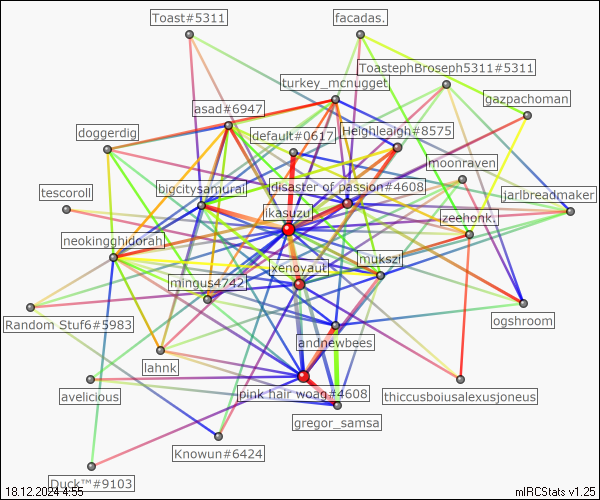 Toast#5311
facadas.
ToastephBroseph5311#5311
turkey_mcnugget
gazpachoman
asad#6947
default#0617
Heighleigh#8575
doggerdig
moonraven
bigcitysamurai
disaster of passion#4608
jarlbreadmaker
tescoroll
ikasuzu
zeehonk.
neokingghidorah
xenoyaut
mukszi
mingus4742
Random Stuf6#5983
ogshroom
andnewbees
lahnk
pink hair woag#4608
thiccusboiusalexusjoneus
avelicious
gregor_samsa
Knowun#6424
Duck™#9103
18.12.2024 4:55
mIRCStats v1.25